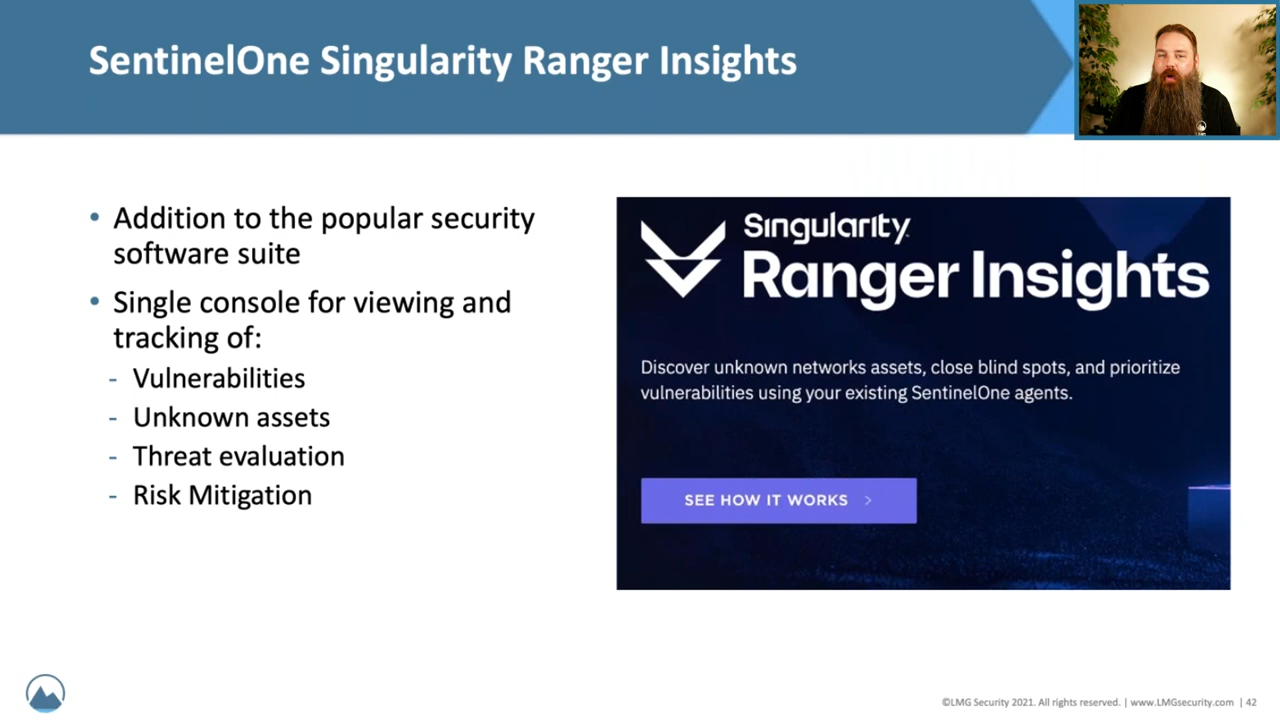 SentinelOne Singularity Ranger Insights
• Addition to the popular security
software suite
• Single console for viewing and
tracking of:
- Vulnerabilities
- Unknown assets
- Threat evaluation
- Risk Mitigation
Singularity
Ranger Insights
Discover unknown networks assets, close blind spots, and prioritize
vulnerabilities using your existing SentinelOne agents.
SEE HOW IT WORKS >
©LMG Security 2021. All rights reserved. | www.LMGsecurity.com | 42